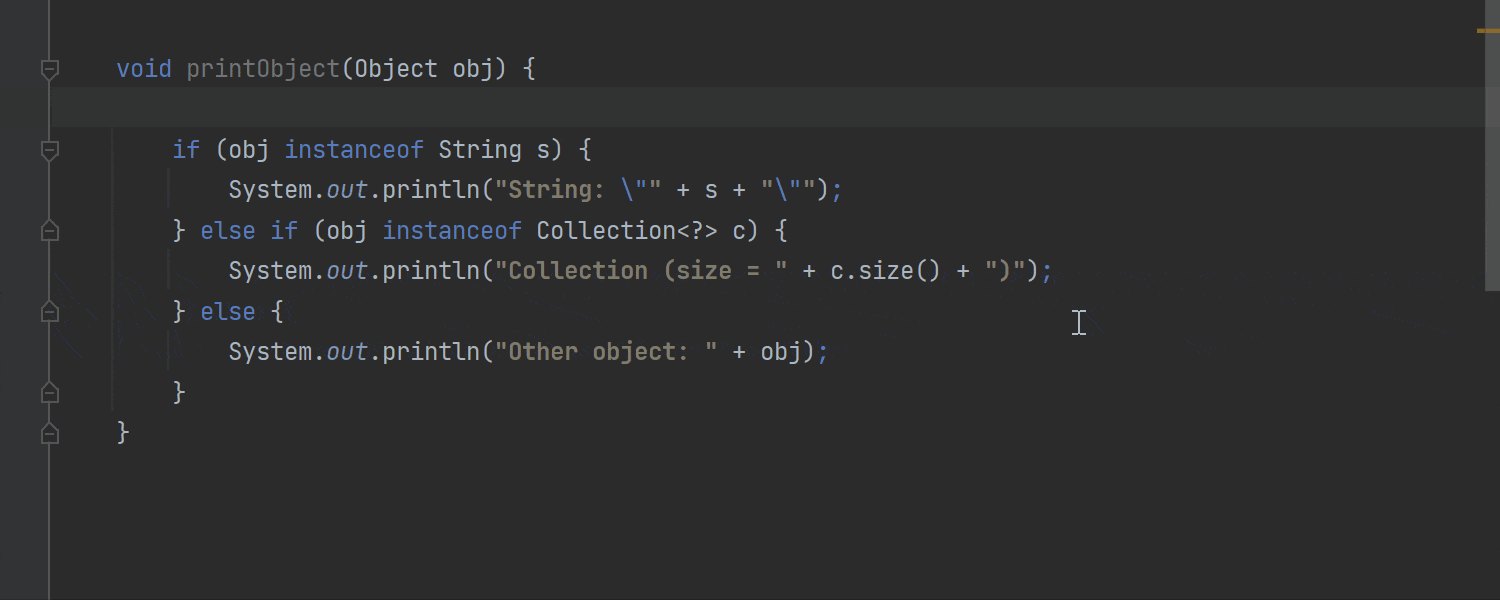 void printObject(Object obj) {
if (obj instanceof String s) {
System.out.println("String: \"" + s + "\"");
} else if (obj instanceof Collection<?> c) {
System.out.println("Collection (size = " + c.size() + ")");
} else {
System.out.println("Other object: " + obj);
}
}